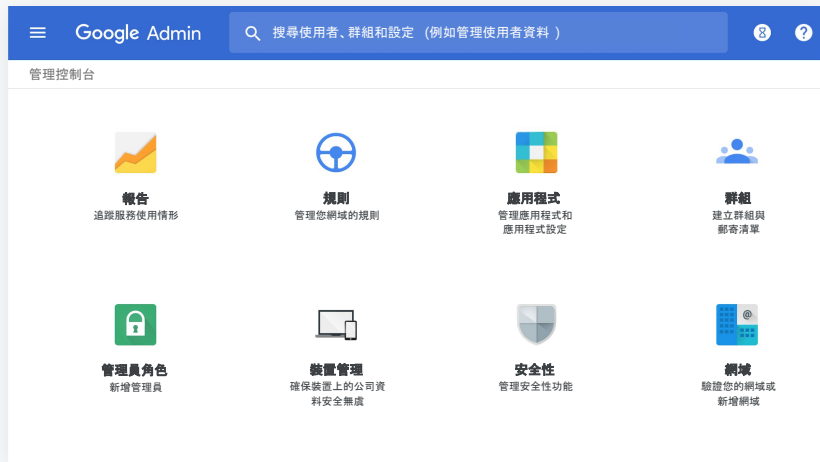 Google Admin
搜尋使用者、群組和設定 (例如管理使用者資料 )
8
?
管理控制台
報告
追蹤服務使用情形
規則
管理您網域的規則
應用程式
管理應用程式和
應用程式設定
群組
建立群組與
郵寄清單
管理員角色
新增管理員
裝置管理
確保裝置上的公司資
料安全無虞
安全性
管理安全性功能
@
網域
驗證您的網域或
新增網域